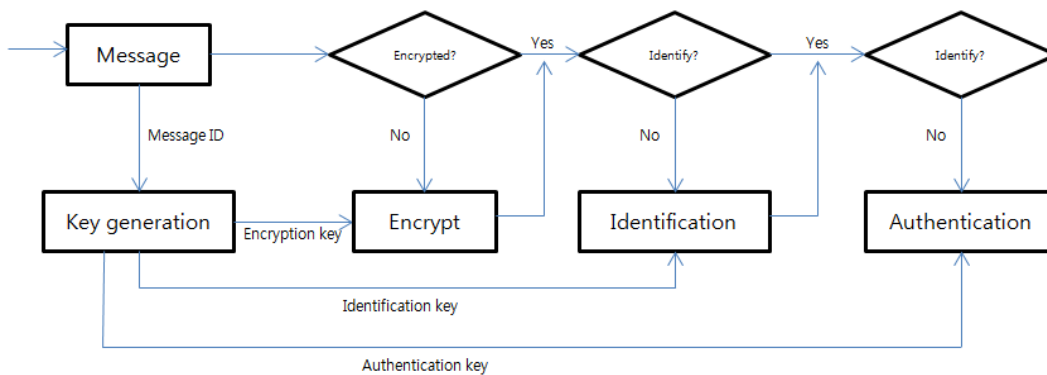 Message
Encrypted?
Yes
Identify?
Yes
Identify?
Message ID
No
No
No
Key generation
Encryption key
Encrypt
Identification
Authentication
Identification key
Authentication key